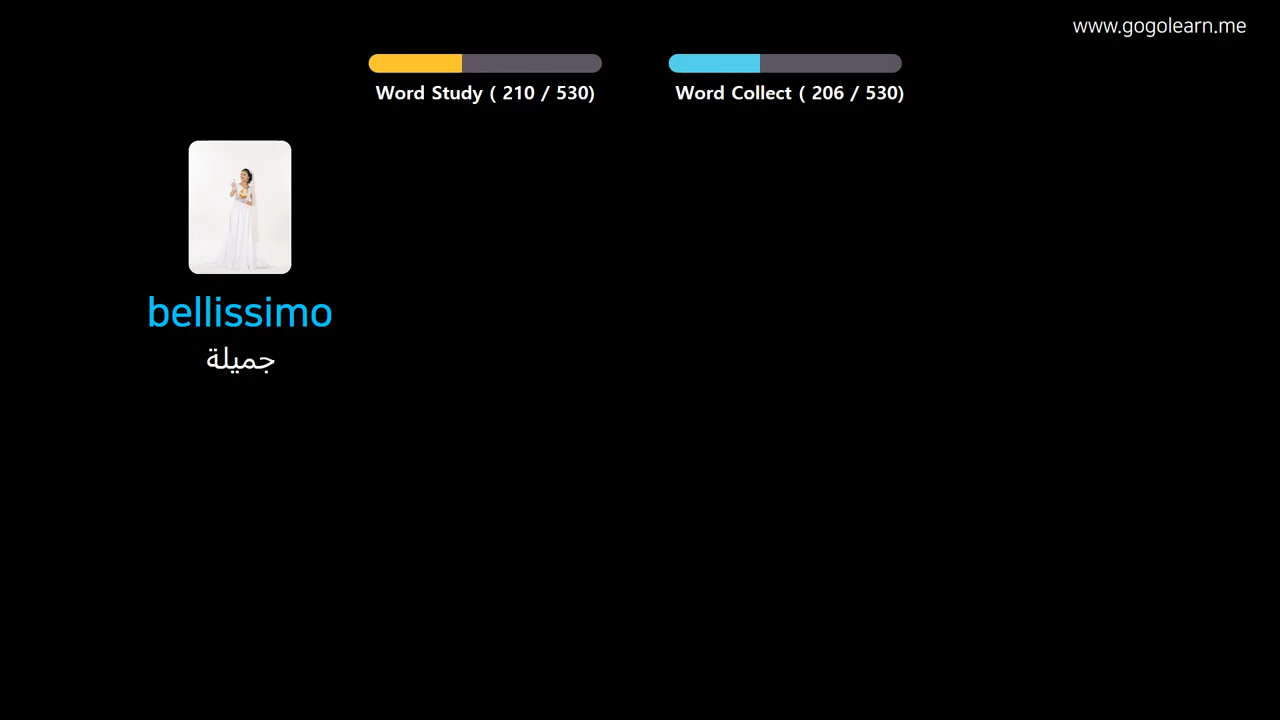 www.gogolearn.me
Word Study ( 210 / 530)
Word Collect ( 206 / 530)
bellissimo
جميلة